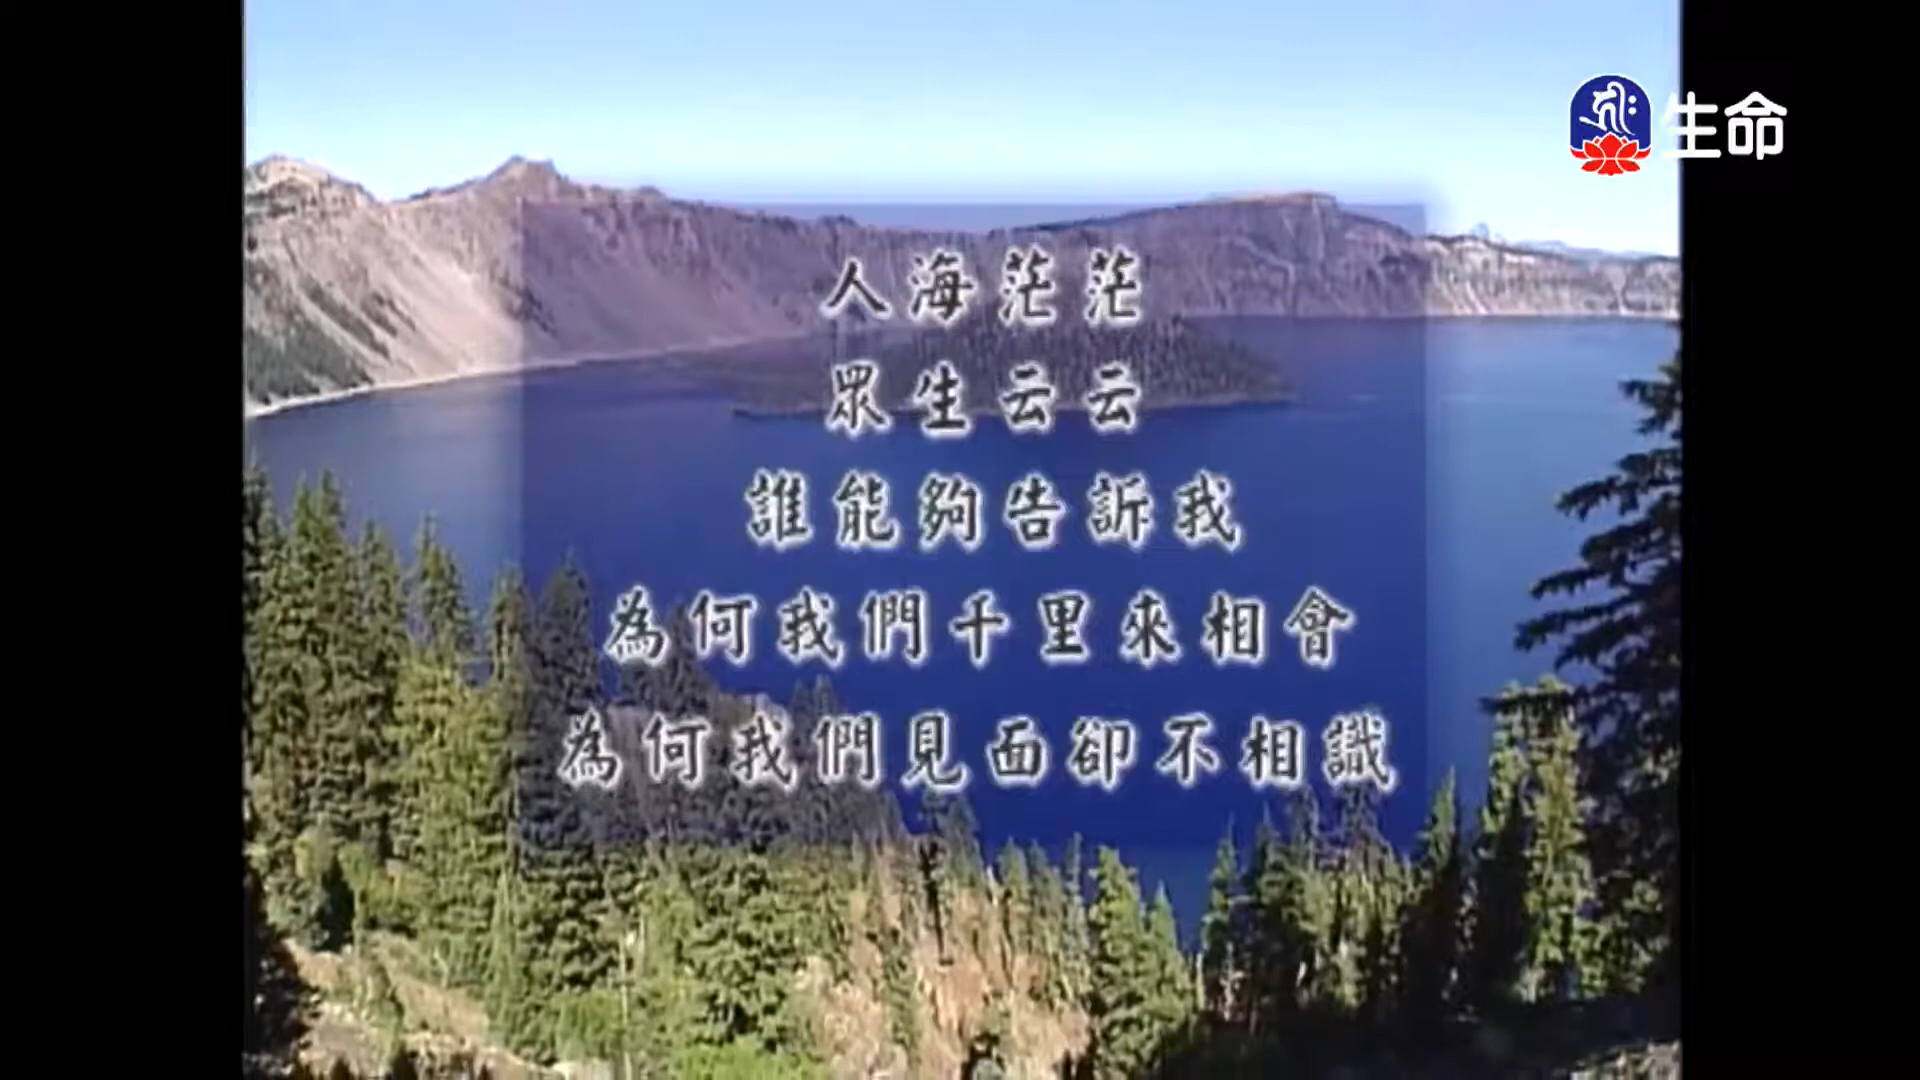 生命
人海茫茫
眾生云云
誰能夠告訴我
為何我們千里來相會
為何我們見面卻不相識